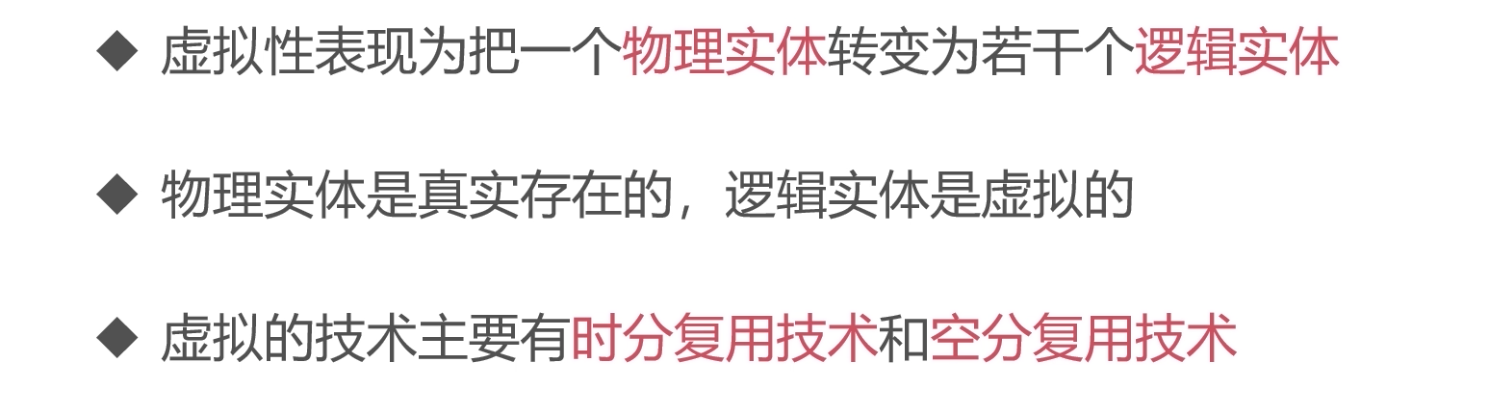 ◆ 虚拟性表现为把一个物理实体转变为若干个逻辑实体
◆ 物理实体是真实存在的，逻辑实体是虚拟的
◆ 虚拟的技术主要有时分复用技术和空分复用技术